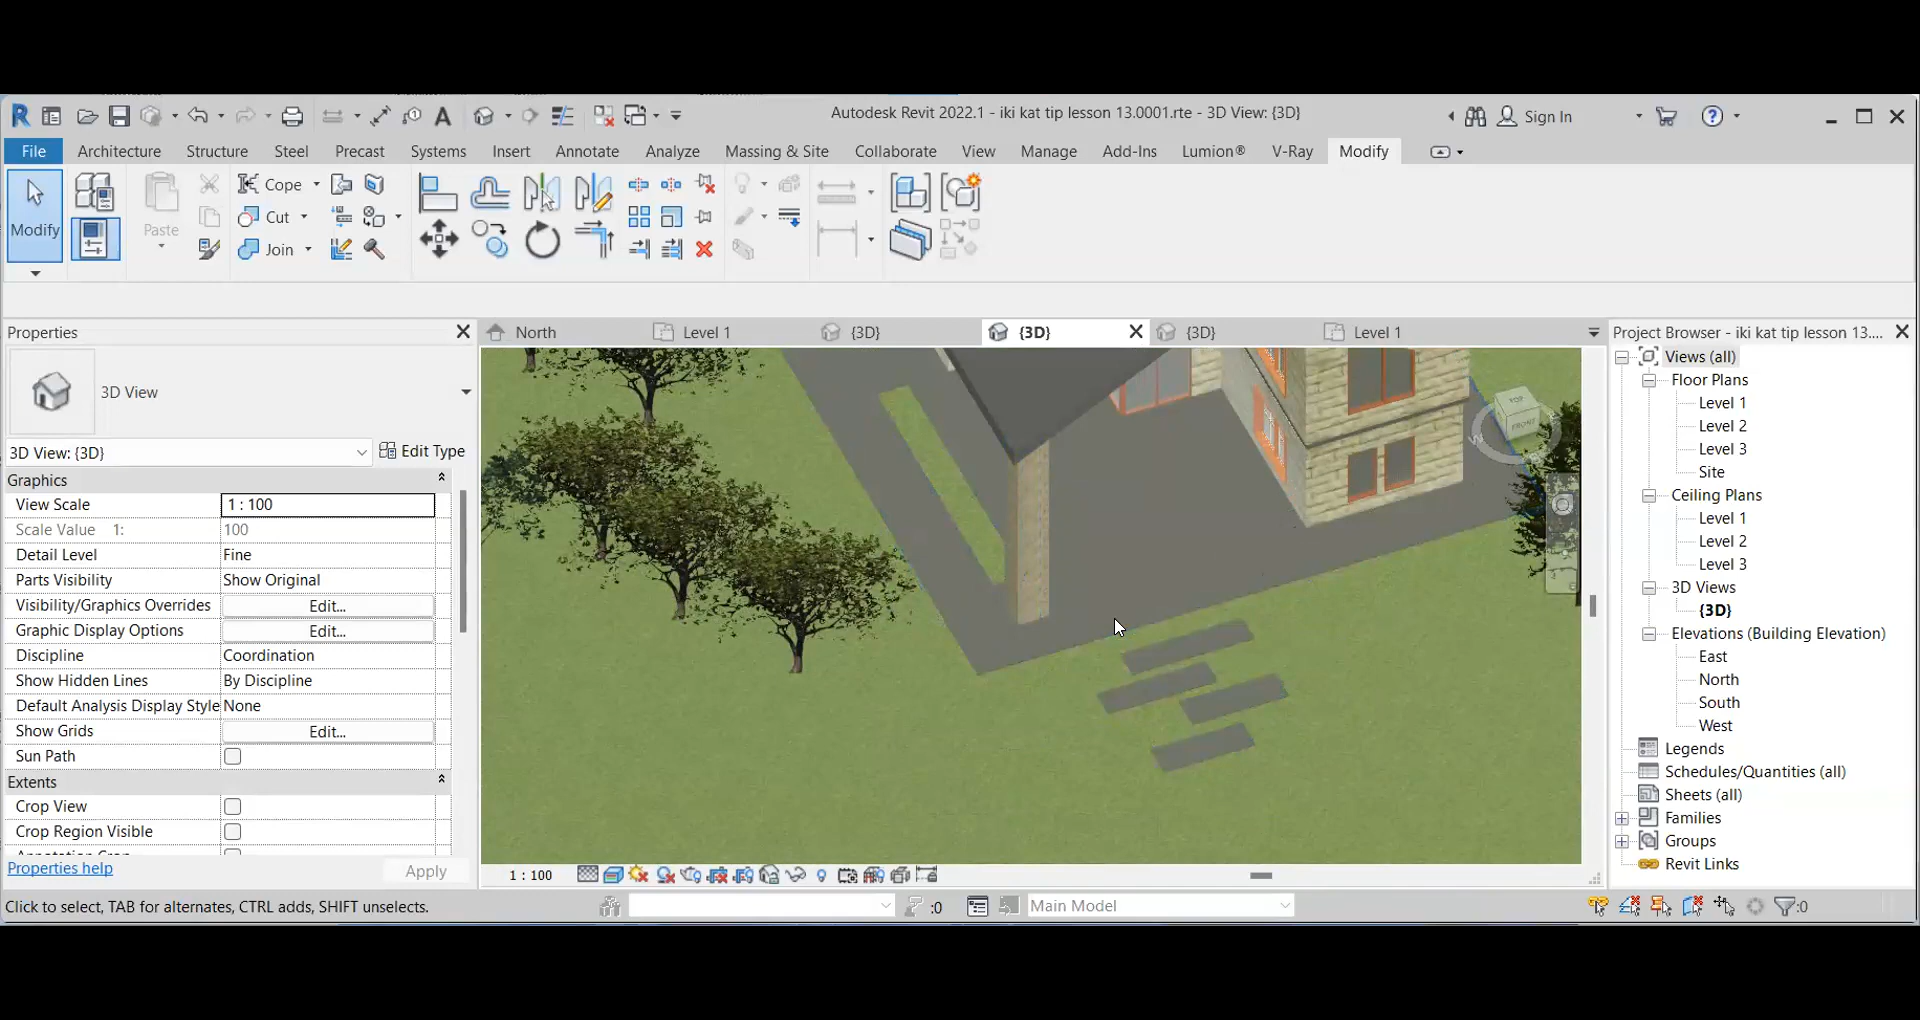 Autodesk Revit 2022.1 - iki kat tip lesson 13.0001.rte - 3D View: {3D}
Sign In
File Architecture Structure Steel Precast Systems Insert Annotate Analyze Massing & Site Collaborate View Manage Add-Ins Lumion® V-Ray Modify
Modify
Paste
Cope
Cut
Join
Properties
North
Level 1
{3D}
{3D}
{3D}
Level 1
Project Browser - iki kat tip lesson 13....
3D View
3D View: {3D}
Edit Type
Graphics
View Scale 1 : 100
Scale Value 1: 100
Detail Level Fine
Parts Visibility Show Original
Visibility/Graphics Overrides Edit...
Graphic Display Options Edit...
Discipline Coordination
Show Hidden Lines By Discipline
Default Analysis Display Style None
Show Grids Edit...
Sun Path
Extents
Crop View
Crop Region Visible
Properties help
Apply
TOP
FRONT
W
Views (all)
Floor Plans
Level 1
Level 2
Level 3
Site
Ceiling Plans
Level 1
Level 2
Level 3
3D Views
{3D}
Elevations (Building Elevation)
East
North
South
West
Legends
Schedules/Quantities (all)
Sheets (all)
Families
Groups
Revit Links
1 : 100
Click to select, TAB for alternates, CTRL adds, SHIFT unselects.
:0
Main Model
:0